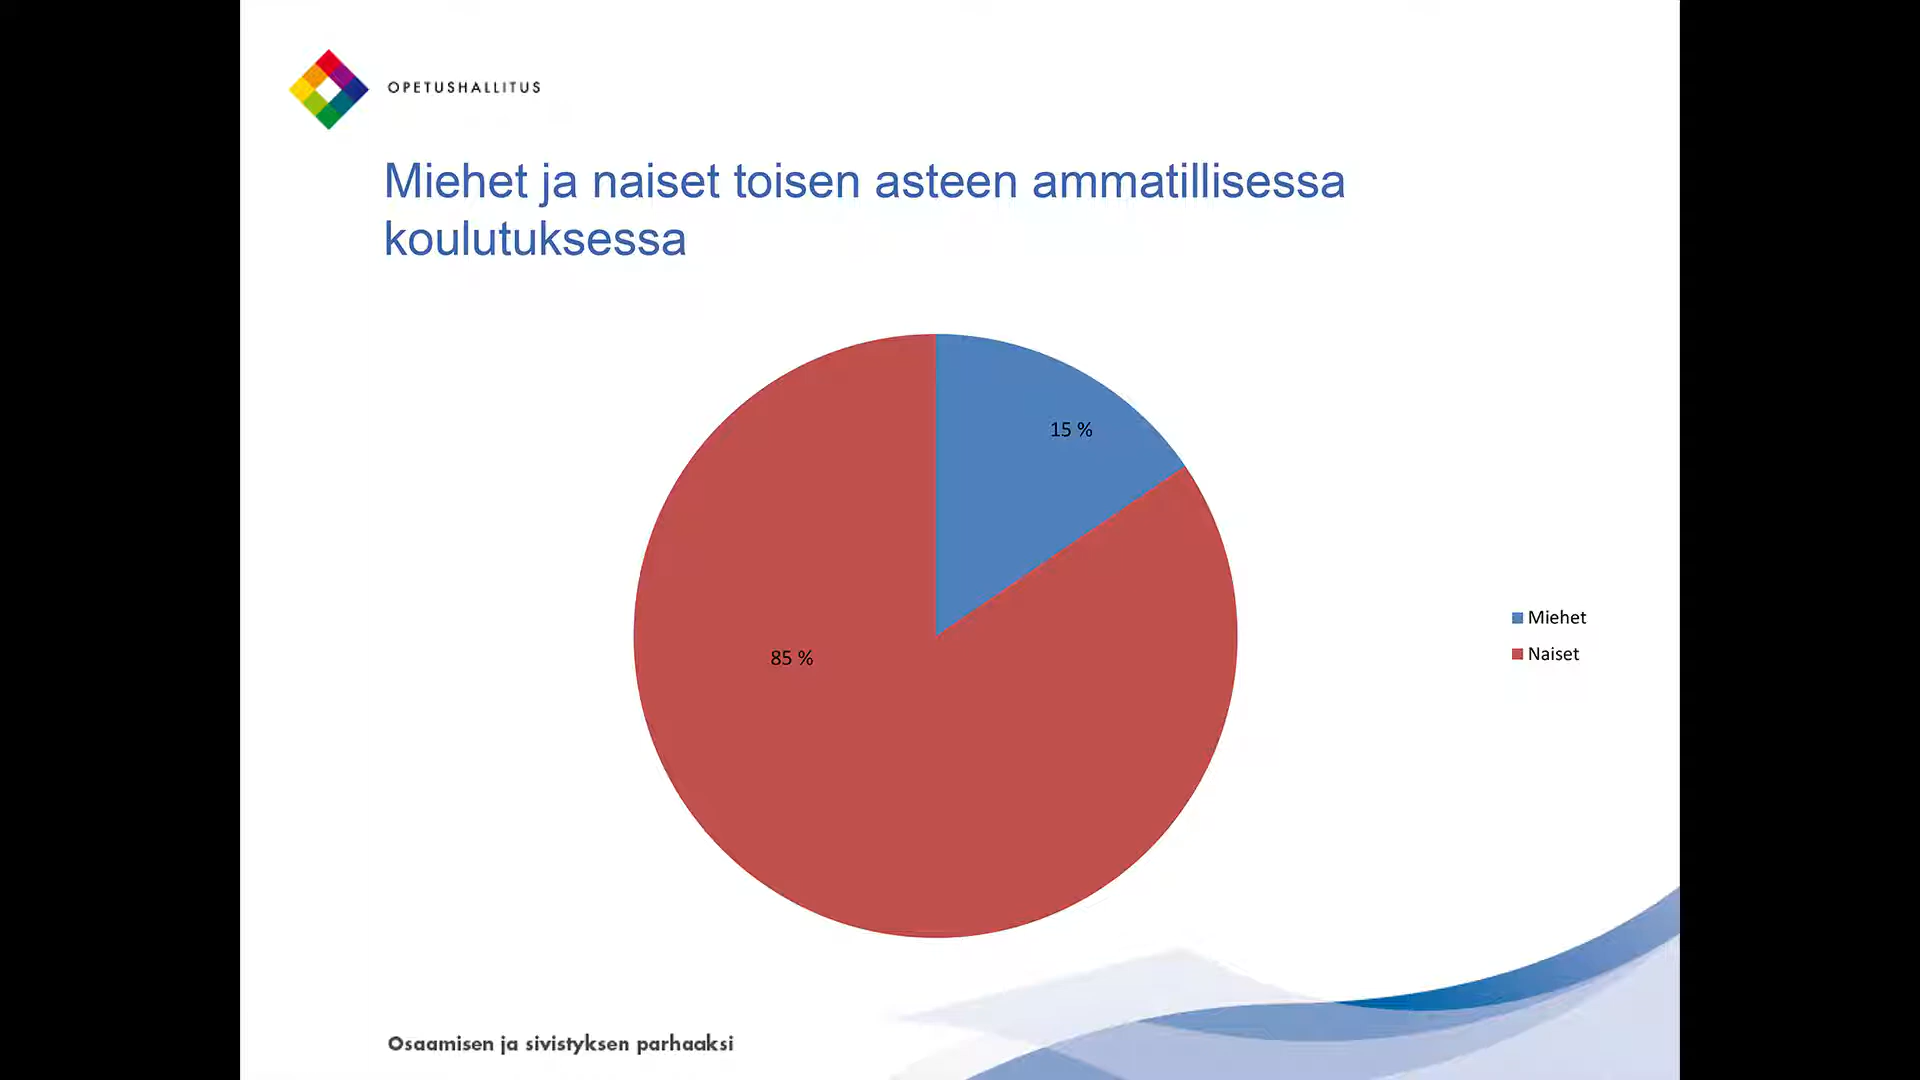 OPETUSHALLITUS
Miehet ja naiset toisen asteen ammatillisessa
koulutuksessa
15 %
85 %
Miehet
Naiset
Osaamisen ja sivistyksen parhaaksi